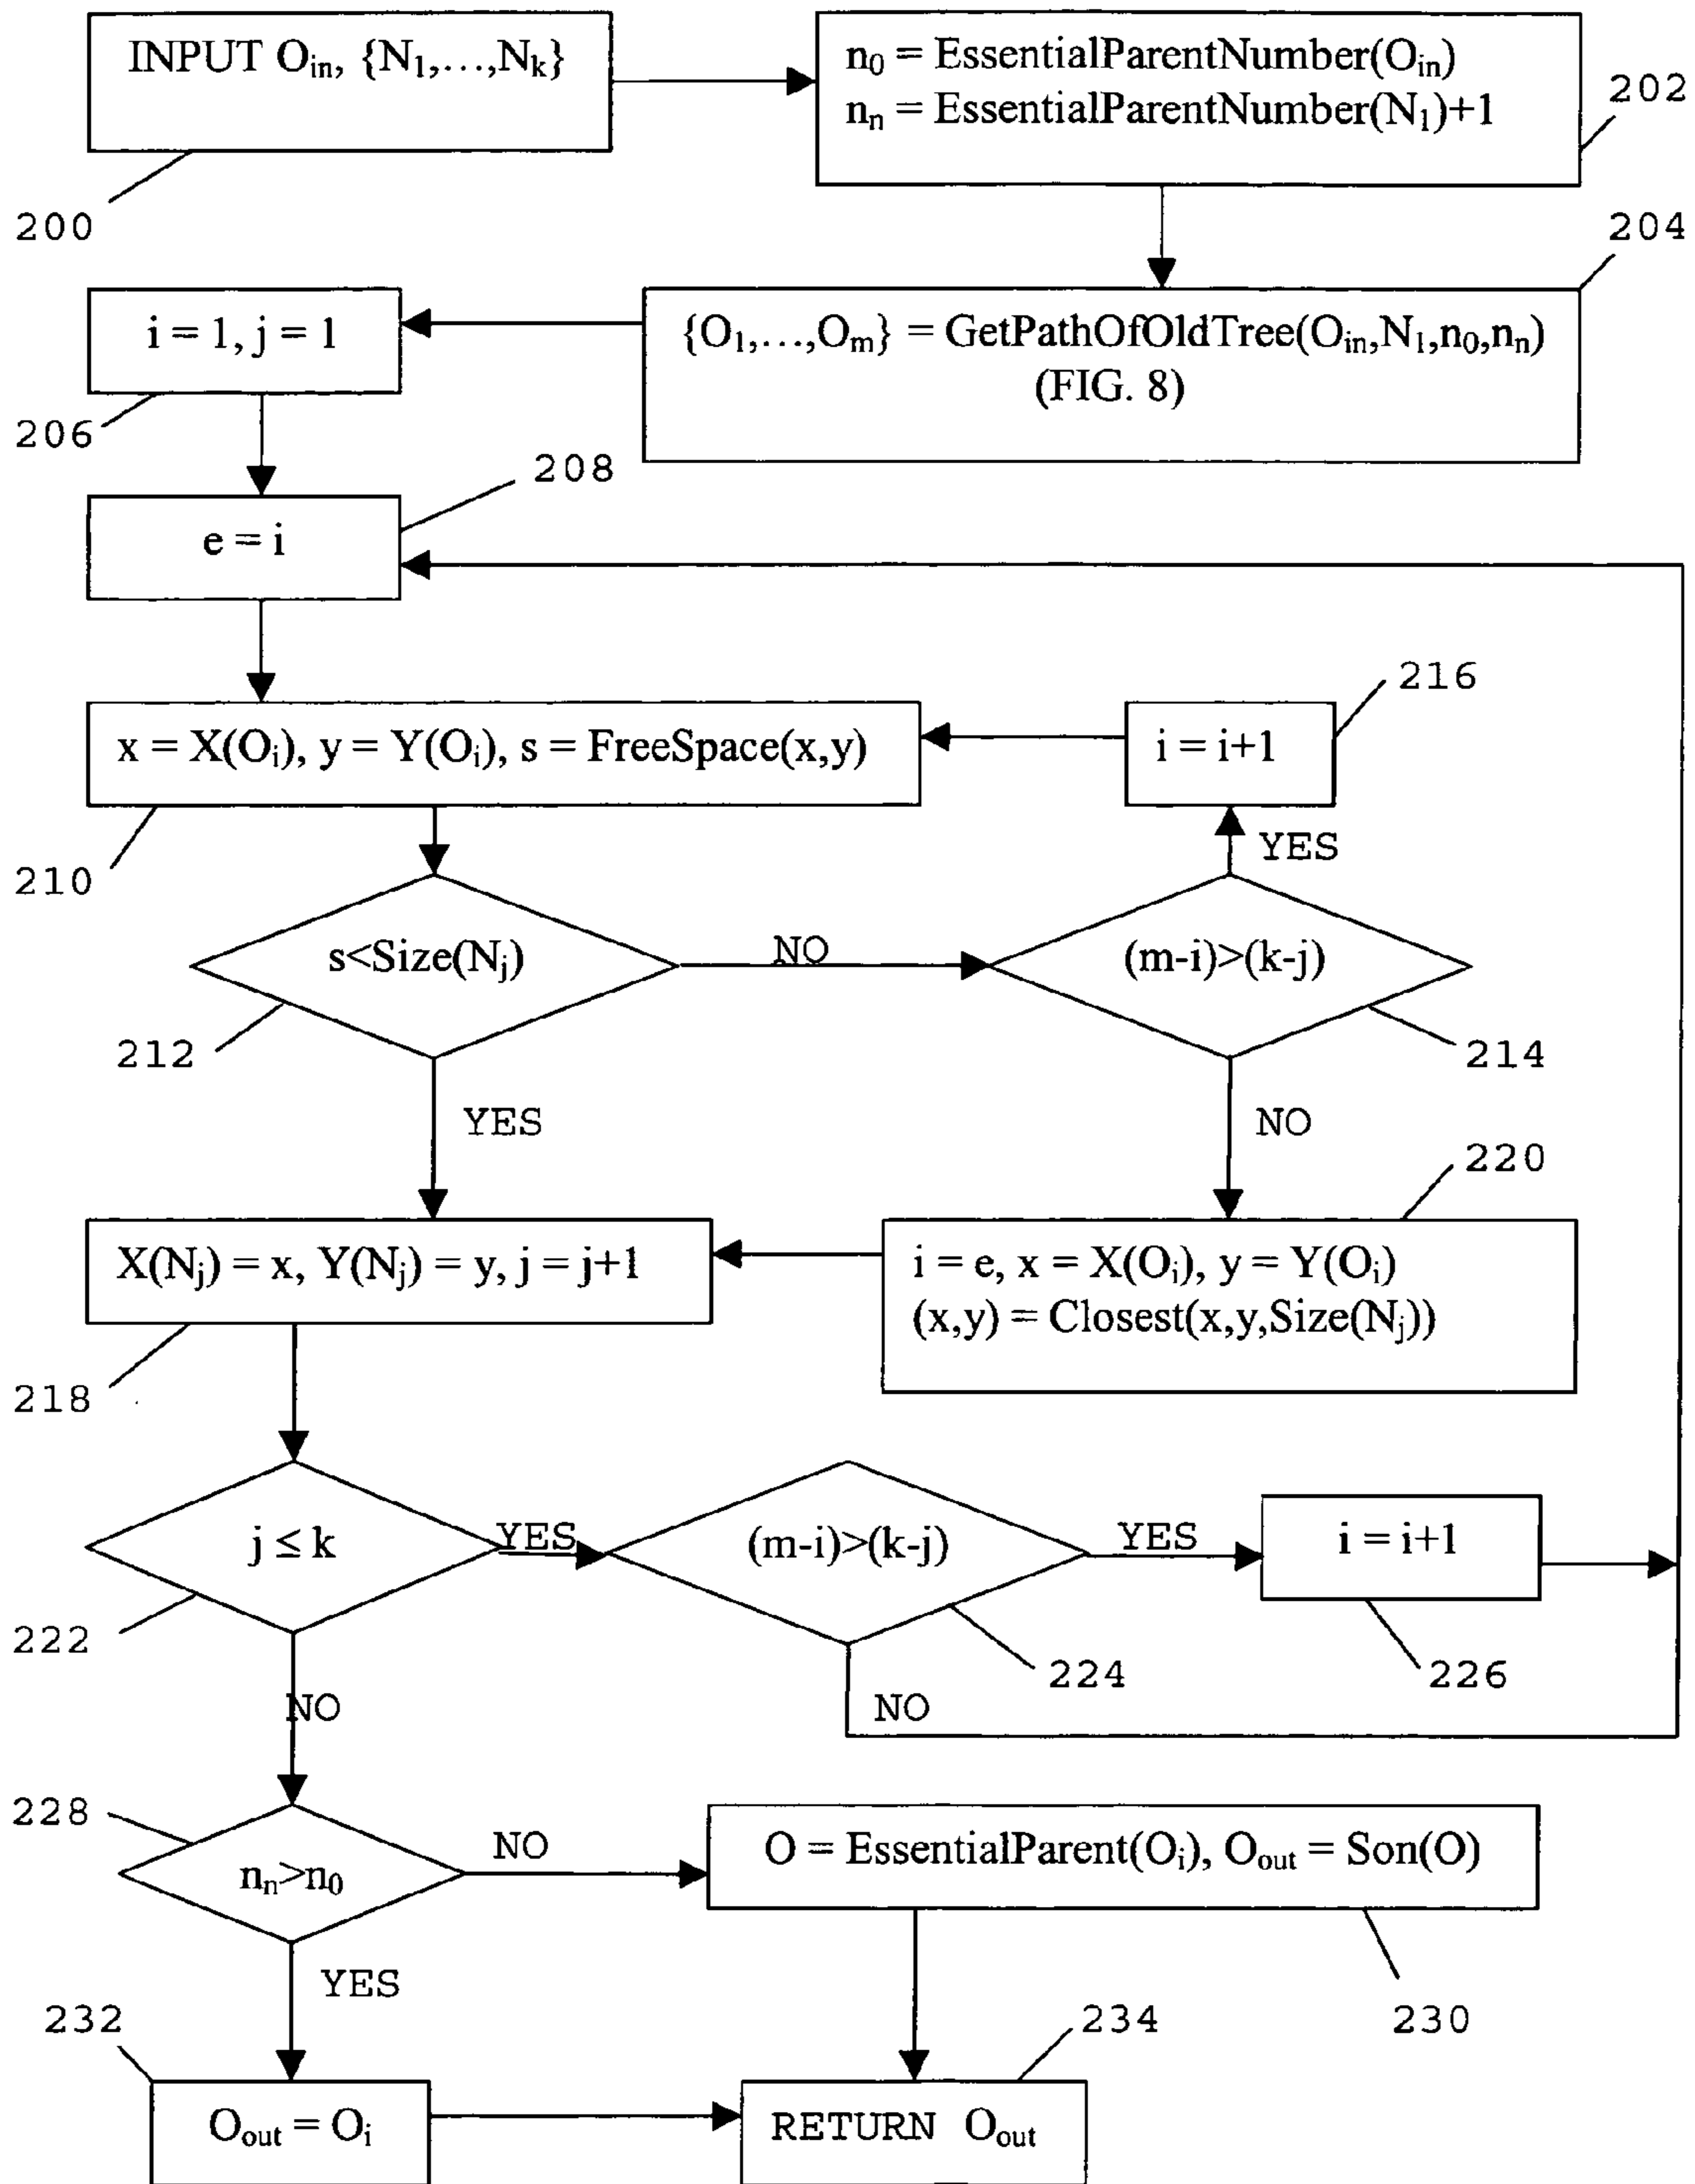 INPUT Oin, {N1,...,Nk}
200
n0 = EssentialParentNumber(Oin)
nn = EssentialParentNumber(N1)+1
202
204
{O1,...,Om} = GetPathOfOldTree(Oin,N1,n0,nn)
(FIG. 8)
i = 1, j = 1
206
208
e = i
x = X(Oi), y = Y(Oi), s = FreeSpace(x,y)
210
216
i = i+1
YES
s<Size(Nj)
212
NO
(m-i)>(k-j)
214
YES
NO
220
X(Nj) = x, Y(Nj) = y, j = j+1
218
i = e, x = X(Oi), y = Y(Oi)
(x,y) = Closest(x,y,Size(Nj))
j ≤ k
222
YES
(m-i)>(k-j)
224
YES
i = i+1
226
NO
NO
228
nn>n0
NO
O = EssentialParent(Oi), Oout = Son(O)
230
YES
232
234
Oout = Oi
RETURN Oout